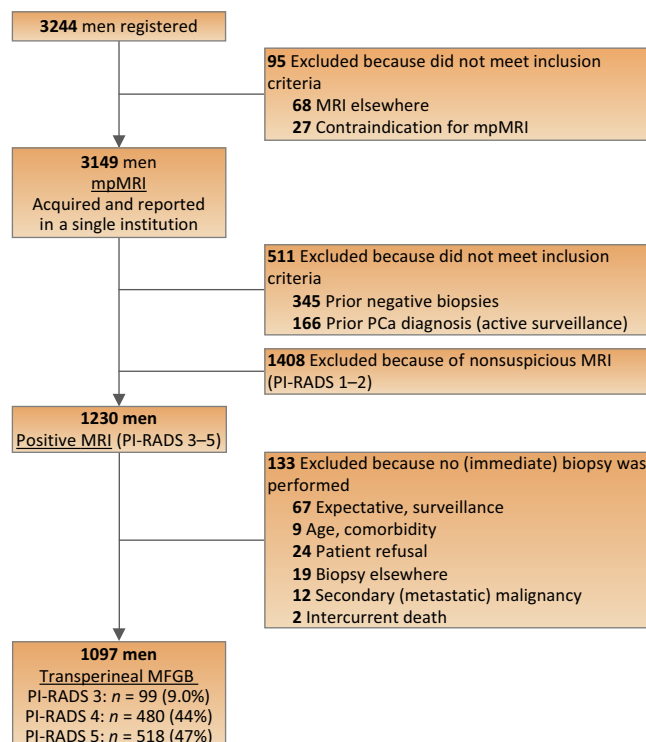 3244 men registered
95 Excluded because did not meet inclusion
criteria
68 MRI elsewhere
27 Contraindication for mpMRI
3149 men
mpMRI
Acquired and reported
in a single institution
511 Excluded because did not meet inclusion
criteria
345 Prior negative biopsies
166 Prior PCa diagnosis (active surveillance)
1408 Excluded because of nonsuspicious MRI
(PI-RADS 1–2)
1230 men
Positive MRI (PI-RADS 3–5)
133 Excluded because no (immediate) biopsy was
performed
67 Expectative, surveillance
9 Age, comorbidity
24 Patient refusal
19 Biopsy elsewhere
12 Secondary (metastatic) malignancy
2 Intercurrent death
1097 men
Transperineal MFGB
PI-RADS 3: n = 99 (9.0%)
PI-RADS 4: n = 480 (44%)
PI-RADS 5: n = 518 (47%)